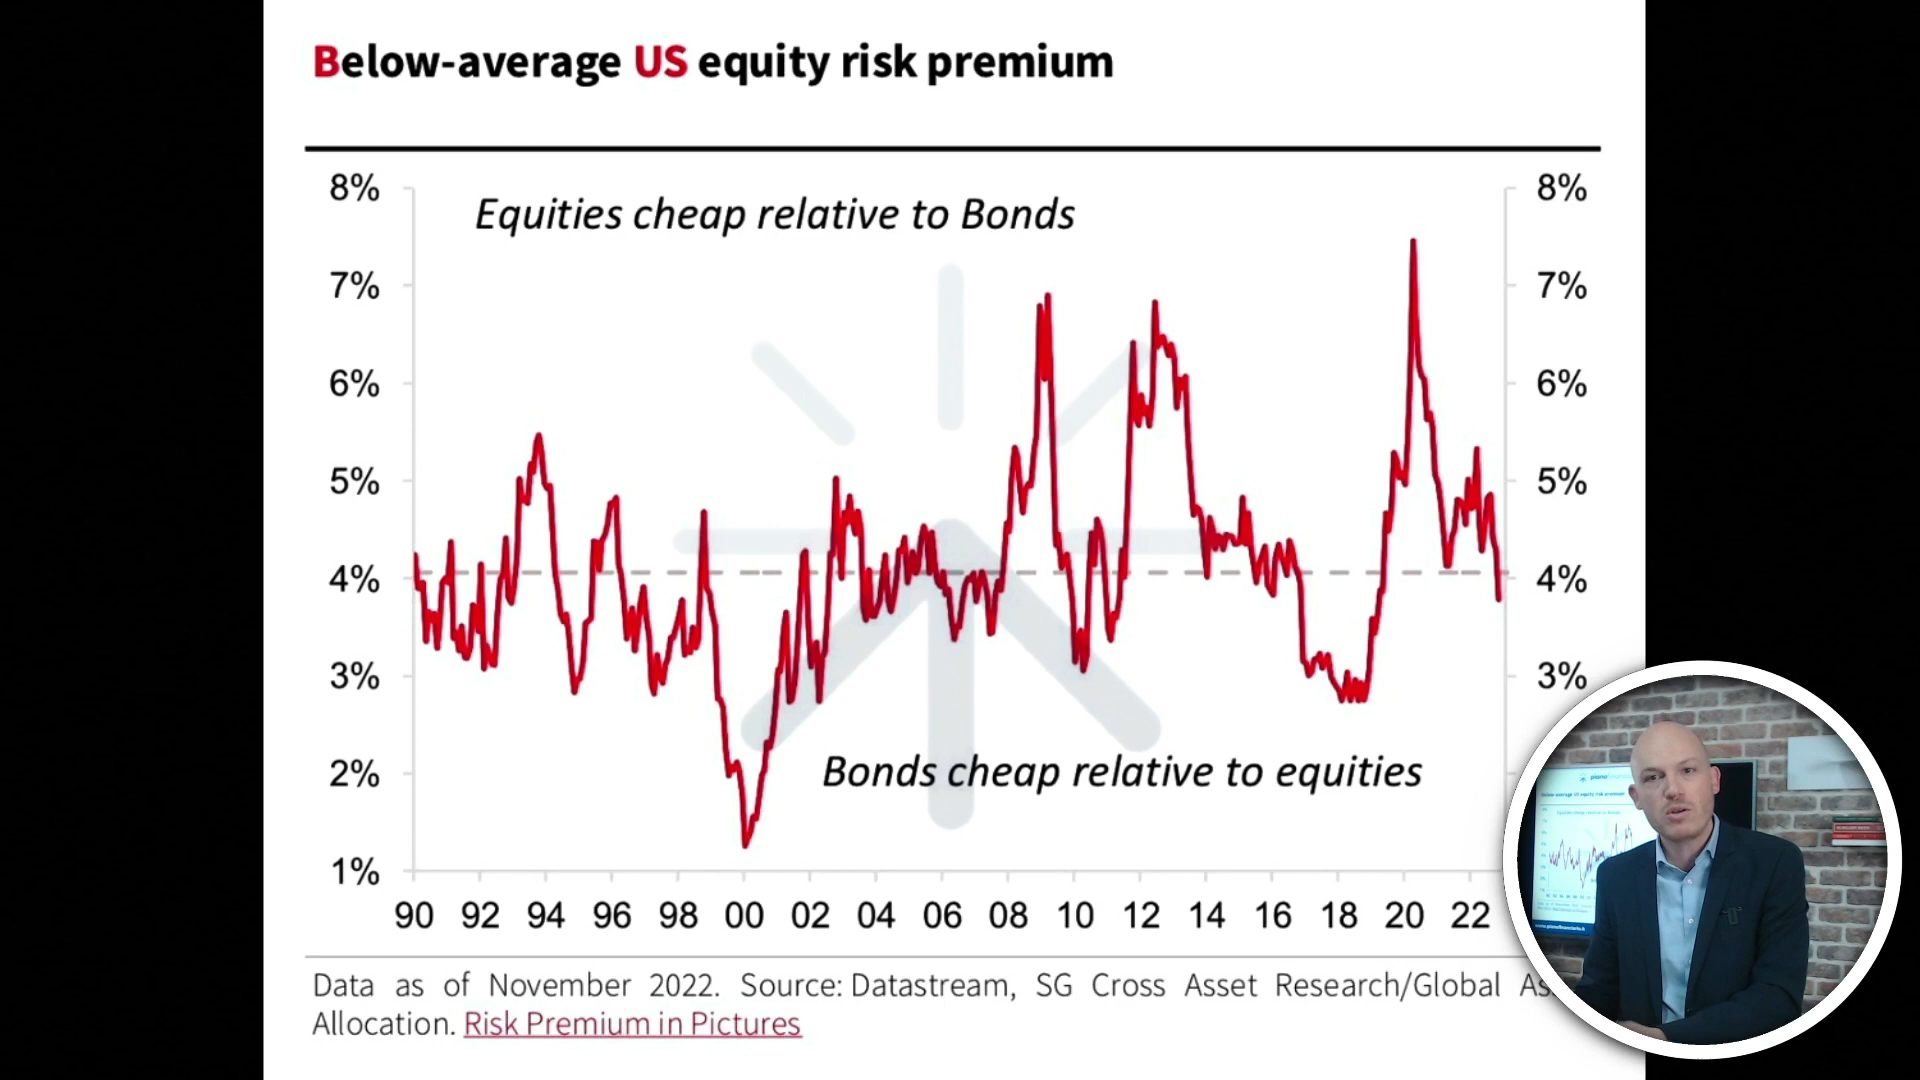 Below-average US equity risk premium
8%
8%
Equities cheap relative to Bonds
7%
7%
6%
6%
5%
5%
4%
4%
3%
3%
Bonds cheap relative to equities
2%
1%
90 92 94 96 98 00 02 04 06 08 10 12 14 16 18 20 22
Data as of November 2022. Source: Datastream, SG Cross Asset Research/Global As
Allocation. Risk Premium in Pictures